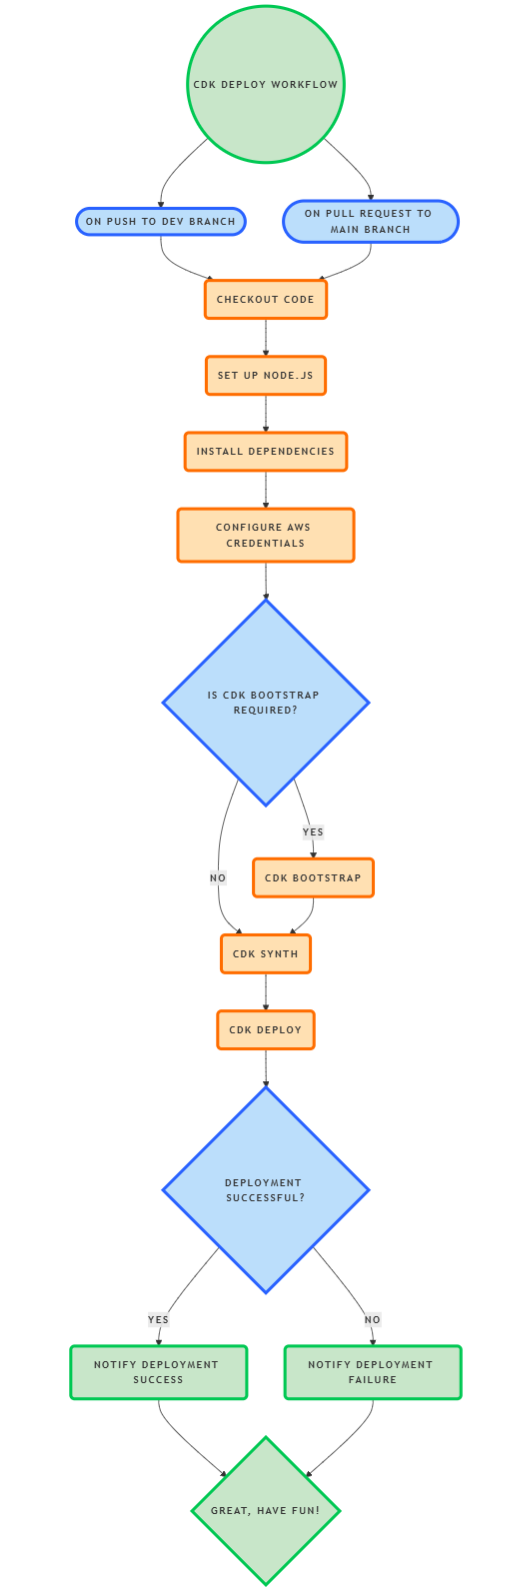 CDK DEPLOY WORKFLOW
ON PUSH TO DEV BRANCH
ON PULL REQUEST TO
MAIN BRANCH
CHECKOUT CODE
SET UP NODE.JS
INSTALL DEPENDENCIES
CONFIGURE AWS
CREDENTIALS
IS CDK BOOTSTRAP
REQUIRED?
YES
NO
CDK BOOTSTRAP
CDK SYNTH
CDK DEPLOY
DEPLOYMENT
SUCCESSFUL?
YES
NO
NOTIFY DEPLOYMENT
SUCCESS
NOTIFY DEPLOYMENT
FAILURE
GREAT, HAVE FUN!